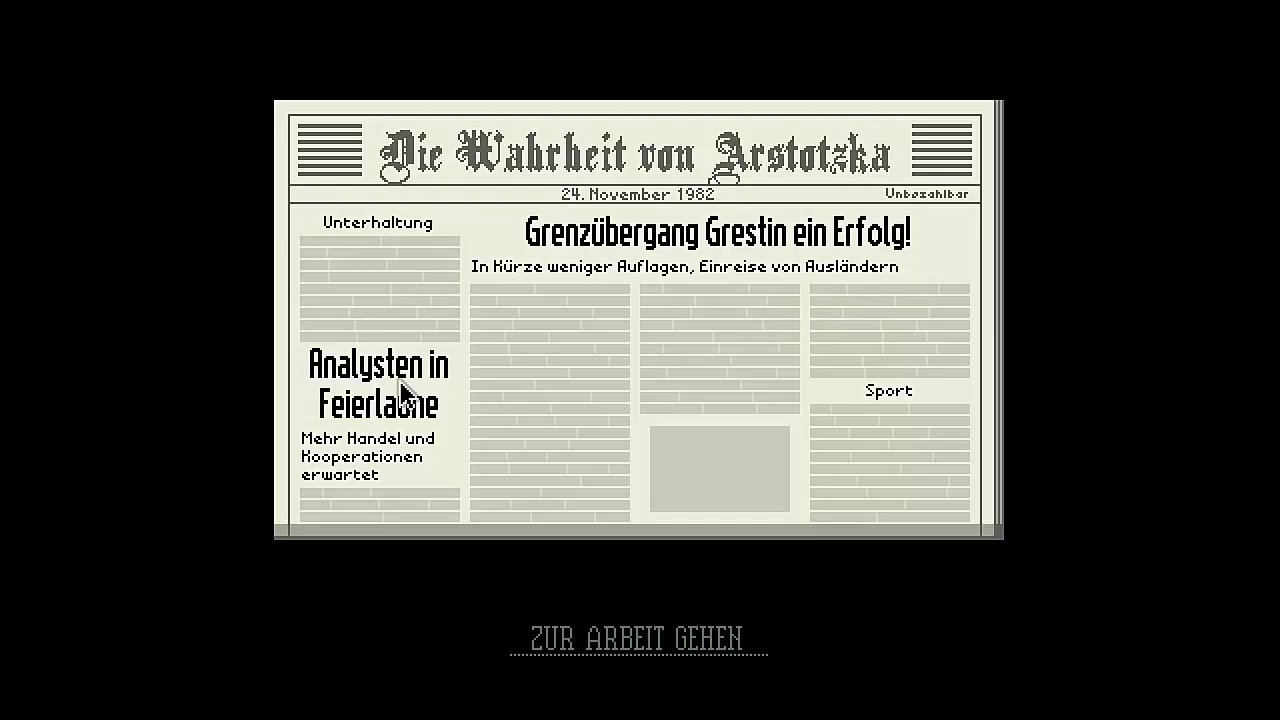 Die Wahrheit von Arstotzka
24. November 1982
Unbezahlbar
Unterhaltung
Grenzübergang Grestin ein Erfolg!
In Kürze weniger Auflagen, Einreise von Ausländern
Analysten in
Feierlaune
Mehr Handel und
Kooperationen
erwartet
Sport
ZUR ARBEIT GEHEN